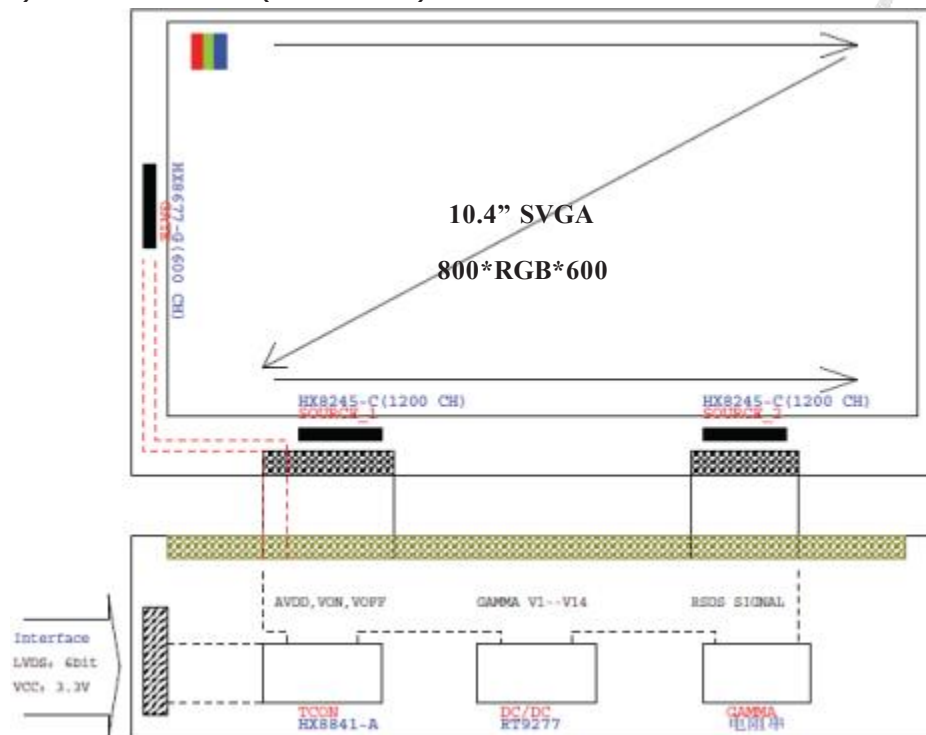 HX8677-G(600 CH)
GATE
10.4” SVGA
800*RGB*600
HX8245-C(1200 CH)
SOURCE_1
HX8245-C(1200 CH)
SOURCE_2
AVDD,VON,VOFF
GAMMA V1--V14
RSDS SIGNAL
Interface
LVDS: 6bit
VCC: 3.3V
TCON
HX8841-A
DC/DC
RT9277
GAMMA
电阻串